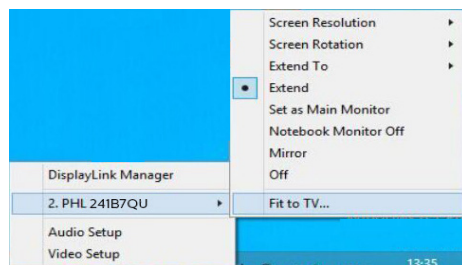 Screen Resolution
Screen Rotation
Extend To
Extend
Set as Main Monitor
Notebook Monitor Off
Mirror
Off
Fit to TV...
DisplayLink Manager
2. PHL 241B7QU
Audio Setup
Video Setup
13:35